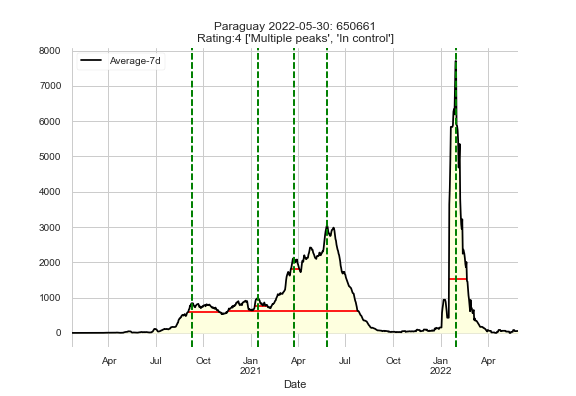 Paraguay 2022-05-30: 650661
Rating:4 ['Multiple peaks', 'In control']
8000
Average-7d
7000
6000
5000
4000
3000
2000
1000
0
Apr Jul Oct Jan Apr Jul Oct Jan Apr
2021 2022
Date